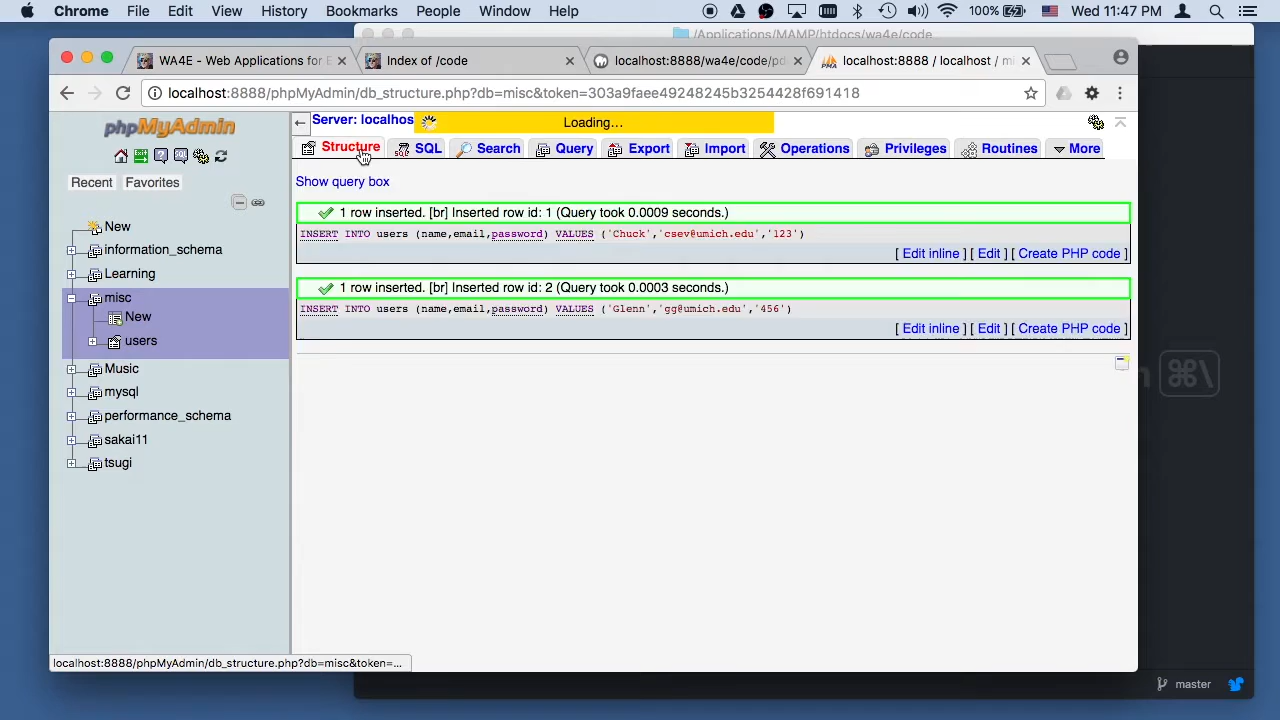 Chrome File Edit View History Bookmarks People Window Help 100% Wed 11:47 PM
/Applications/MAMP/htdocs/wa4e/code
WA4E - Web Applications for E
Index of /code
localhost:8888/wa4e/code/pd
localhost:8888 / localhost / mi
localhost:8888/phpMyAdmin/db_structure.php?db=misc&token=303a9faee49248245b3254428f691418
phpMyAdmin
Recent Favorites
New
information_schema
Learning
misc
New
users
Music
mysql
performance_schema
sakai11
tsugi
Server: localhos
Loading...
Structure SQL Search Query Export Import Operations Privileges Routines More
Show query box
1 row inserted. [br] Inserted row id: 1 (Query took 0.0009 seconds.)
INSERT INTO users (name,email,password) VALUES ('Chuck','csev@umich.edu','123')
[ Edit inline ] [ Edit ] [ Create PHP code ]
1 row inserted. [br] Inserted row id: 2 (Query took 0.0003 seconds.)
INSERT INTO users (name,email,password) VALUES ('Glenn','gg@umich.edu','456')
[ Edit inline ] [ Edit ] [ Create PHP code ]
⌘\
localhost:8888/phpMyAdmin/db_structure.php?db=misc&token=...
master